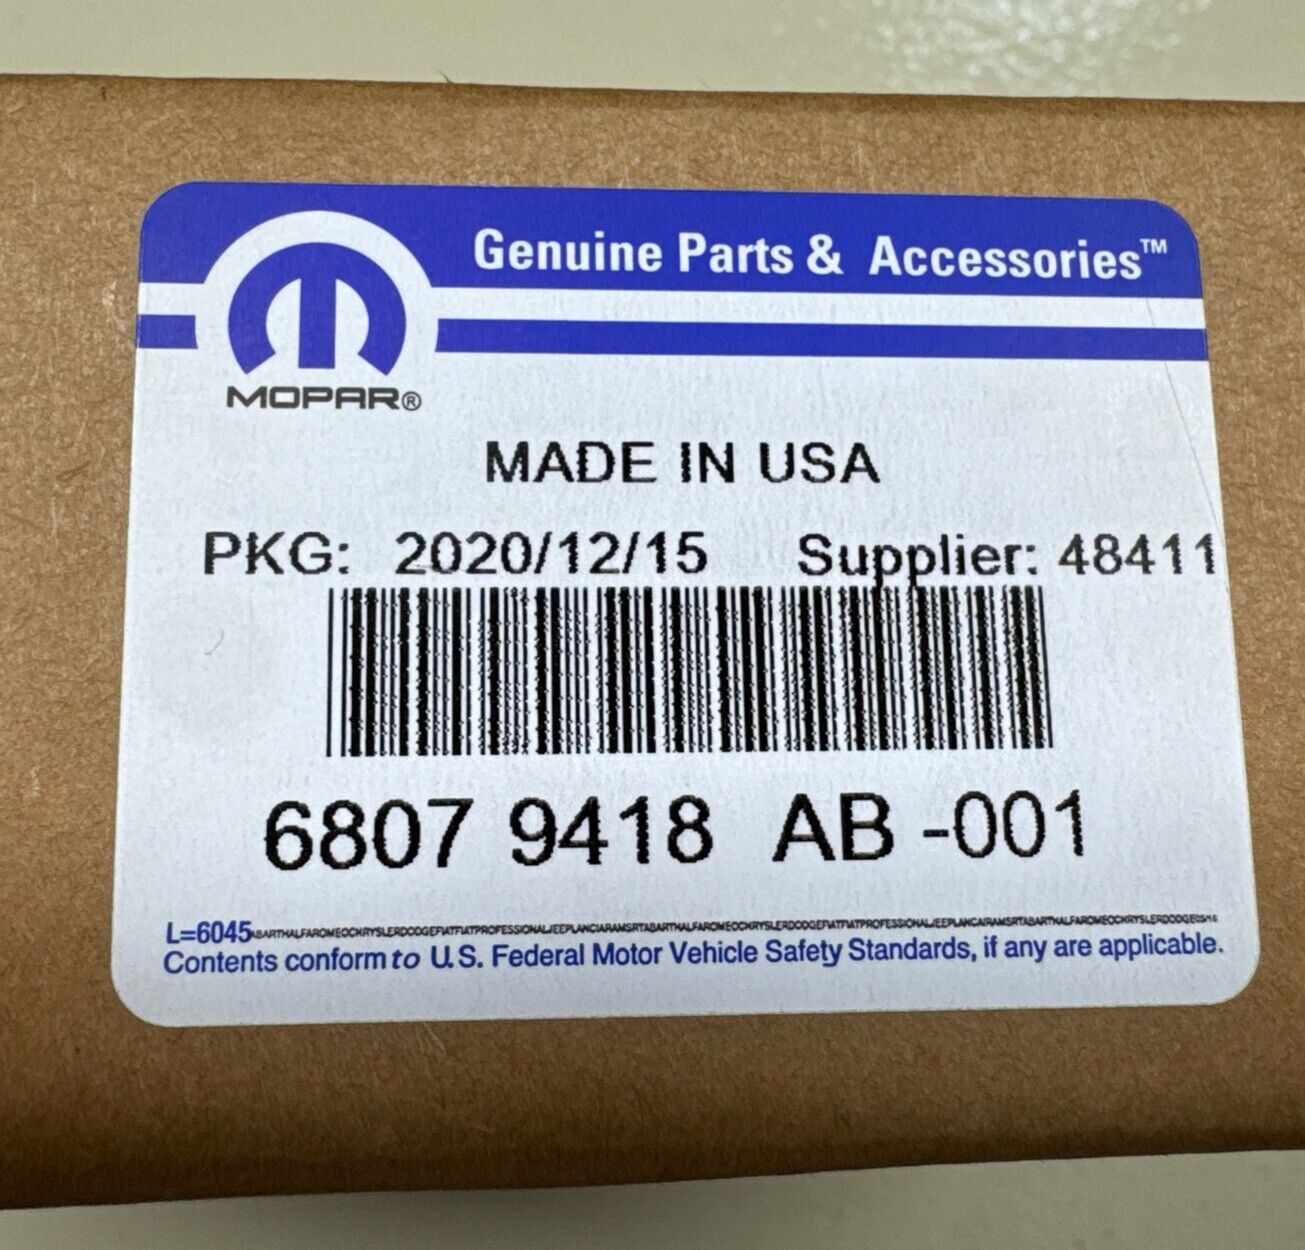 Genuine Parts & Accessories™
MOPAR®
MADE IN USA
PKG: 2020/12/15 Supplier: 48411
6807 9418 AB -001
L=6045
Contents conform to U.S. Federal Motor Vehicle Safety Standards, if any are applicable.